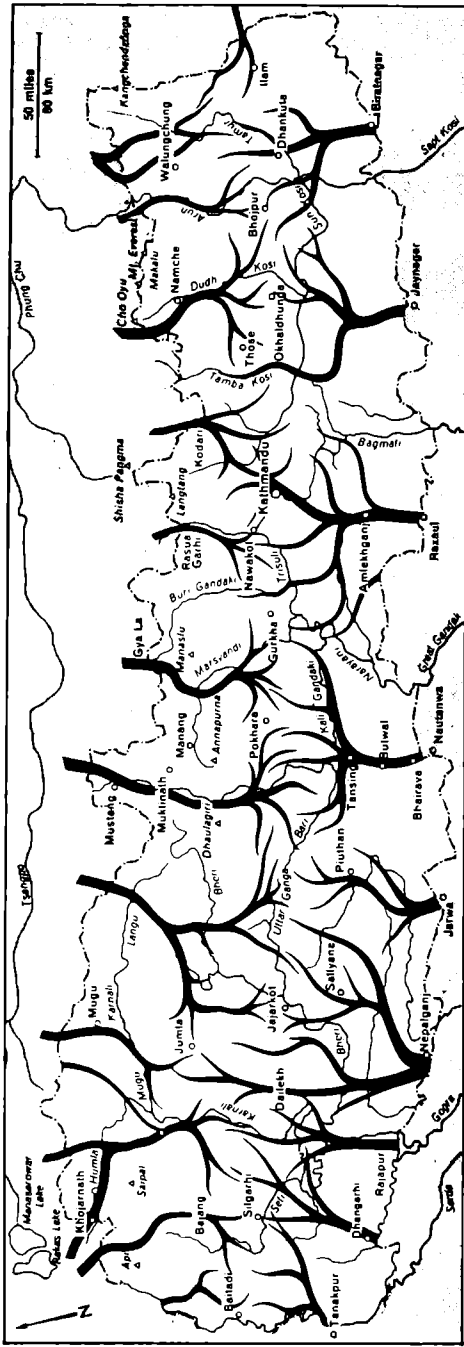 N
Manasarowar
Lake
Rakas Lake
Tsangpo
Phung Chu
50 miles
80 km
Khojarnath
Humla
Mugu
Karnali
Mustang
Gya La
Shisha Pangma
Cho Oyu
Mt. Everest
Makalu
Kangchendzonga
Api
Saipal
Mugu
Langu
Muktinath
Manang
Manaslu
Rasua
Garhi
Langtang
Kodari
Namche
Walungchung
Bajang
Jumla
Dhaulagiri
Annapurna
Marsyandi
Buri Gandaki
Tamba Kosi
Dudh
Kosi
Arun
Tamur
Baitadi
Silgarhi
Seti
Karnali
Dailekh
Jajarkot
Bheri
Uttar Ganga
Pokhara
Gurkha
Nawakot
Trisuli
Kathmandu
Those
Okhaldhunga
Bhojpur
Dhankuta
Ilam
Tanakpur
Dhangarhi
Rajapur
Bheri
Sallyana
Piuthan
Bari
Tansing
Kali
Gandaki
Narayani
Amlekhganj
Bagmati
Sun Kosi
Sarda
Gogra
Nepalganj
Jarwa
Butwal
Bhairava
Nautanwa
Great Gandak
Raxaul
Jaynagar
Sapt Kosi
Biratnagar